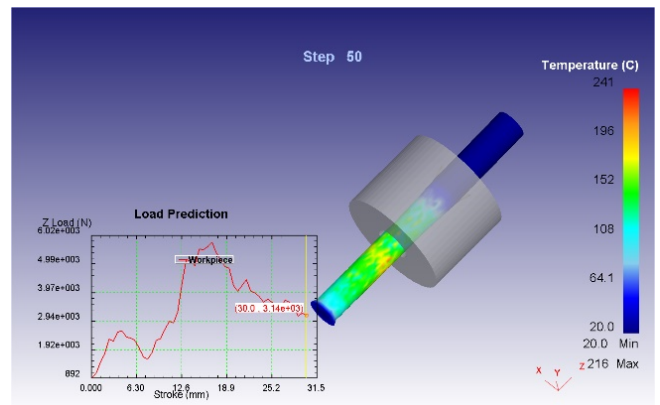 Step 50
Temperature (C)
241
196
152
108
64.1
20.0
20.0 Min
216 Max
X Y Z
Load Prediction
Z Load (N)
6.02e+003
4.99e+003
3.97e+003
2.94e+003
1.92e+003
892
Workpiece
(30.0 , 3.14e+03)
0.000 6.30 12.6 18.9 25.2 31.5
Stroke (mm)